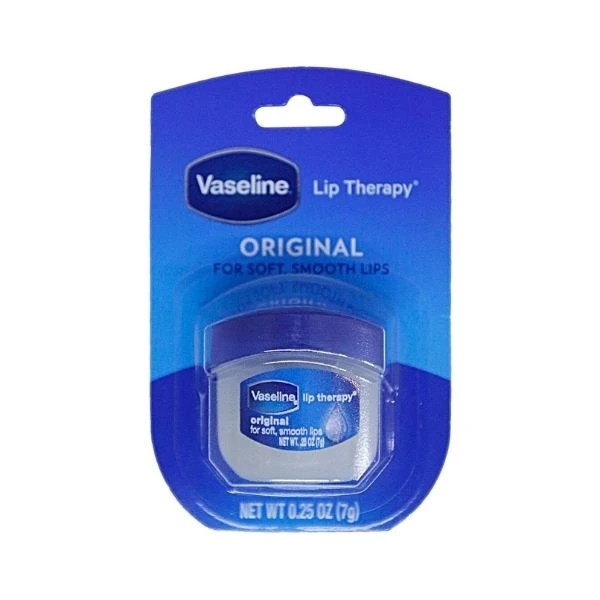 Vaseline. Lip Therapy®
ORIGINAL
FOR SOFT, SMOOTH LIPS
Vaseline. lip therapy®
original
for soft, smooth lips
NET WT. .25 OZ (7g)
NET WT 0.25 OZ (7g)